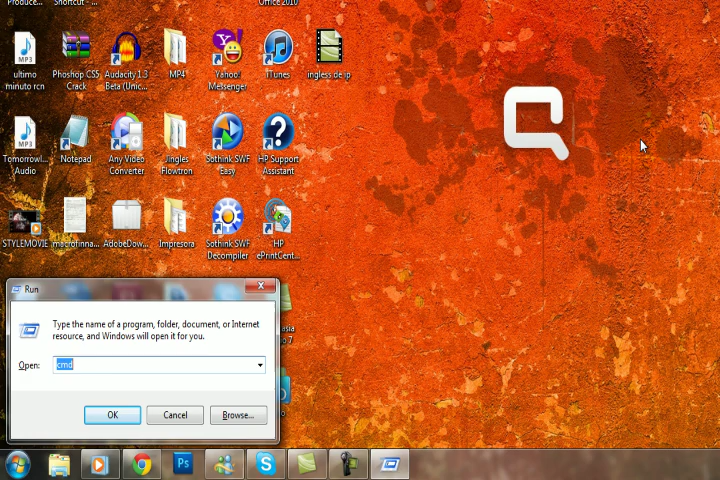 Produce...
Shortcut - ...
Office 2010
ultimo
minuto rcn
Phoshop CS5
Crack
Audacity 1.3
Beta (Unic...
MP4
Yahoo!
Messenger
iTunes
ingless de ip
Tomorrowl...
Audio
Notepad
Any Video
Converter
Jingles
Flowtron
Sothink SWF
Easy
HP Support
Assistant
STYLEMOVIE
macrofinna...
AdobeDow...
Impresora
Sothink SWF
Decompiler
HP
ePrintCent...
Run
Type the name of a program, folder, document, or Internet
resource, and Windows will open it for you.
Open:
cmd
OK
Cancel
Browse...